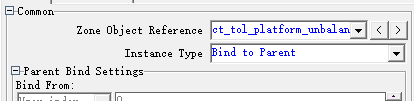 Common
Zone Object Reference ct_tol_platform_unbalan
Instance Type Bind to Parent
Parent Bind Settings
Bind From: